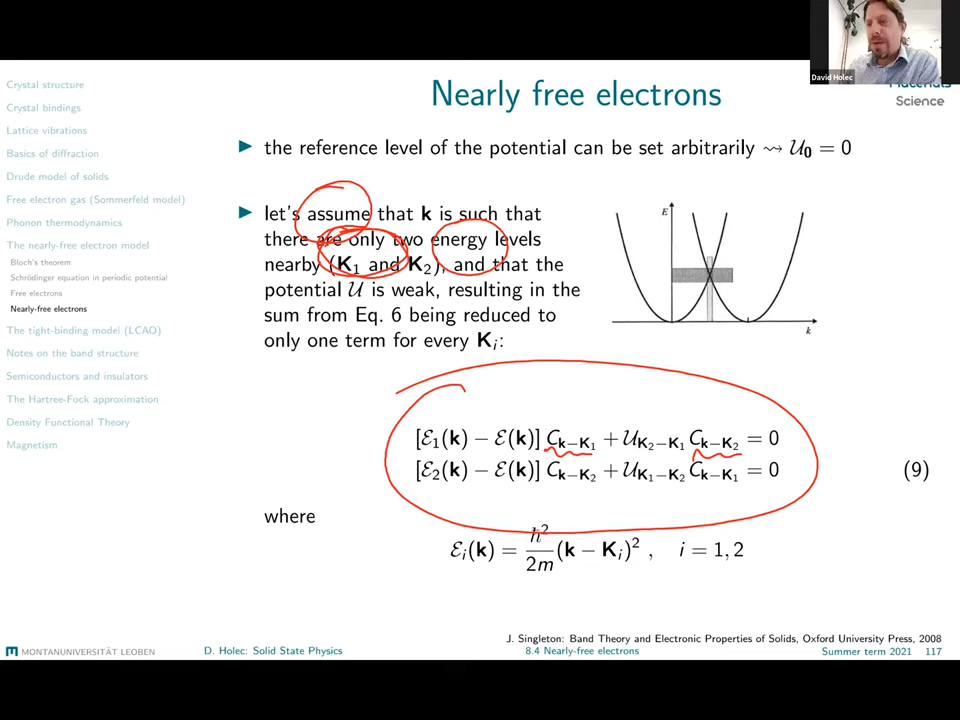 David Holec
Materials
Science
Crystal structure
Crystal bindings
Lattice vibrations
Basics of diffraction
Drude model of solids
Free electron gas (Sommerfeld model)
Phonon thermodynamics
The nearly-free electron model
Bloch's theorem
Schrödinger equation in periodic potential
Free electrons
Nearly-free electrons
The tight-binding model (LCAO)
Notes on the band structure
Semiconductors and insulators
The Hartree-Fock approximation
Density Functional Theory
Magnetism
Nearly free electrons
▶ the reference level of the potential can be set arbitrarily ⇝ 𝒰₀ = 0
▶ let's assume that k is such that
there are only two energy levels
nearby (K₁ and K₂), and that the
potential 𝒰 is weak, resulting in the
sum from Eq. 6 being reduced to
only one term for every Kᵢ:
E
k
[ℰ₁(k) − ℰ(k)] C_{k−K₁} + 𝒰_{K₂−K₁} C_{k−K₂} = 0
[ℰ₂(k) − ℰ(k)] C_{k−K₂} + 𝒰_{K₁−K₂} C_{k−K₁} = 0
(9)
where
ℰᵢ(k) = ħ²/2m (k − Kᵢ)² , i = 1, 2
J. Singleton: Band Theory and Electronic Properties of Solids, Oxford University Press, 2008
MONTANUNIVERSITÄT LEOBEN
D. Holec: Solid State Physics
8.4 Nearly-free electrons
Summer term 2021 117